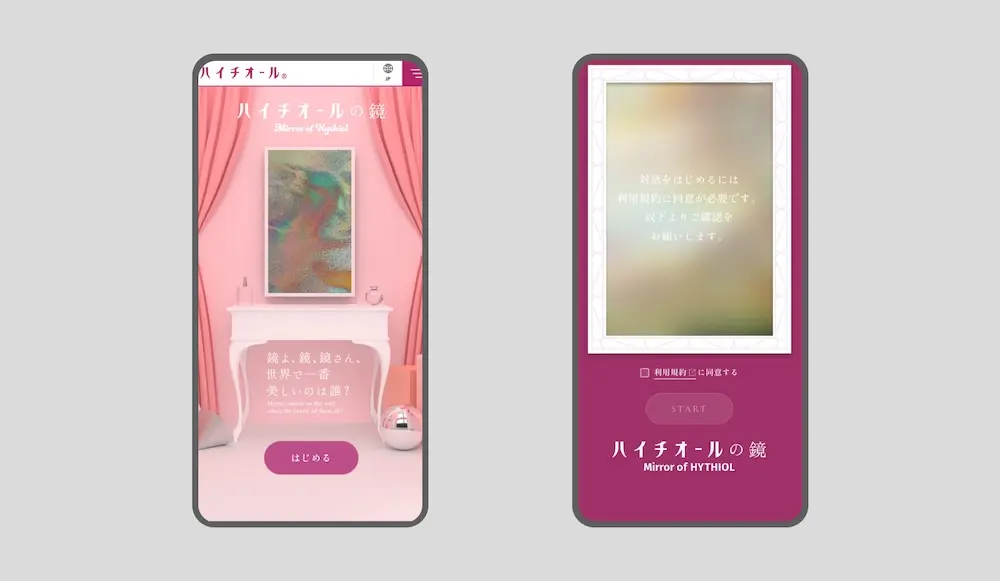 ハイチオール®
JP
ハイチオールの鏡
Mirror of Hythiol
鏡よ、鏡、鏡さん、
世界で一番
美しいのは誰？
Mirror, mirror on the wall
who's the fairest of them all?
はじめる
対話をはじめるには
利用規約に同意が必要です。
以下よりご確認を
お願いします。
利用規約に同意する
START
ハイチオールの鏡
Mirror of HYTHIOL